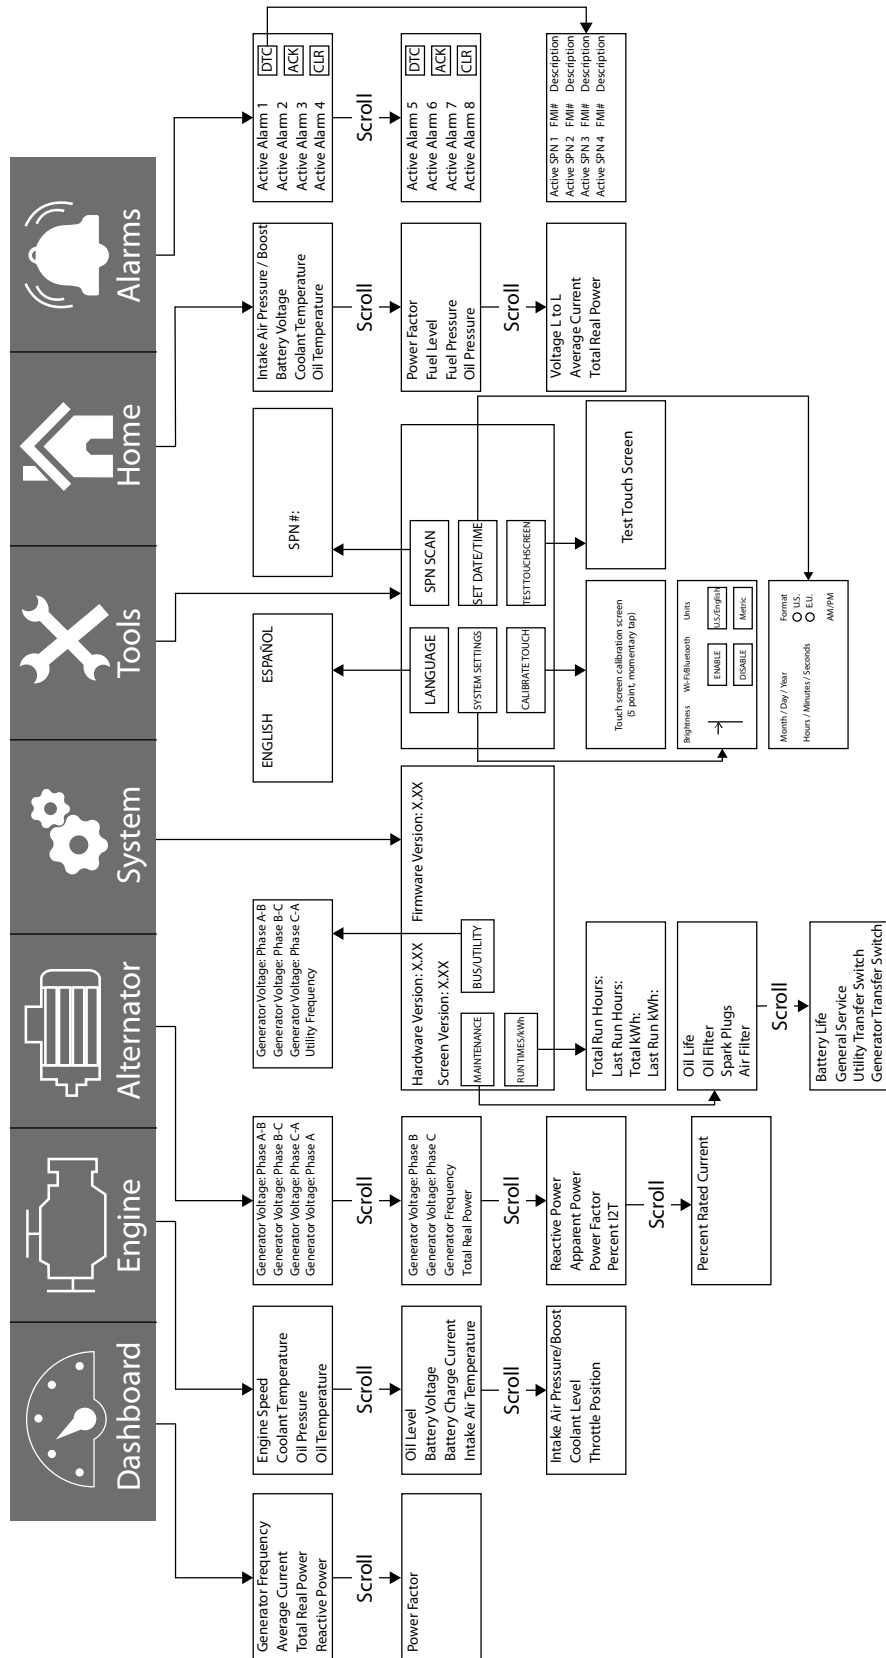 Dashboard
Engine
Alternator
System
Tools
Home
Alarms
Generator Frequency
Average Current
Total Real Power
Reactive Power
Scroll
Power Factor
Engine Speed
Coolant Temperature
Oil Pressure
Oil Temperature
Scroll
Oil Level
Battery Voltage
Battery Charge Current
Intake Air Temperature
Scroll
Intake Air Pressure/Boost
Coolant Level
Throttle Position
Generator Voltage: Phase A-B
Generator Voltage: Phase B-C
Generator Voltage: Phase C-A
Generator Voltage: Phase A
Scroll
Generator Voltage: Phase B
Generator Voltage: Phase C
Generator Frequency
Total Real Power
Scroll
Reactive Power
Apparent Power
Power Factor
Percent I2T
Scroll
Percent Rated Current
Generator Voltage: Phase A-B
Generator Voltage: Phase B-C
Generator Voltage: Phase C-A
Utility Frequency
Hardware Version: X.XX Firmware Version: X.XX
Screen Version: X.XX
MAINTENANCE BUS/UTILITY
RUN TIMES/kWh
Total Run Hours:
Last Run Hours:
Total kWh:
Last Run kWh:
Oil Life
Oil Filter
Spark Plugs
Air Filter
Scroll
Battery Life
General Service
Utility Transfer Switch
Generator Transfer Switch
ENGLISH ESPAÑOL
SPN #:
LANGUAGE SPN SCAN
SYSTEM SETTINGS SET DATE/TIME
CALIBRATE TOUCH TEST TOUCHSCREEN
Touch screen calibration screen
(5 point, momentary tap)
Test Touch Screen
Brightness Wi-Fi/Bluetooth Units
ENABLE U.S/English
DISABLE Metric
Month / Day / Year Format
U.S.
Hours / Minutes / Seconds E.U.
AM/PM
Intake Air Pressure / Boost
Battery Voltage
Coolant Temperature
Oil Temperature
Scroll
Power Factor
Fuel Level
Fuel Pressure
Oil Pressure
Scroll
Voltage L to L
Average Current
Total Real Power
Active Alarm 1 DTC
Active Alarm 2
Active Alarm 3 ACK
Active Alarm 4 CLR
Scroll
Active Alarm 5 DTC
Active Alarm 6
Active Alarm 7 ACK
Active Alarm 8 CLR
Active SPN 1 FMI# Description
Active SPN 2 FMI# Description
Active SPN 3 FMI# Description
Active SPN 4 FMI# Description